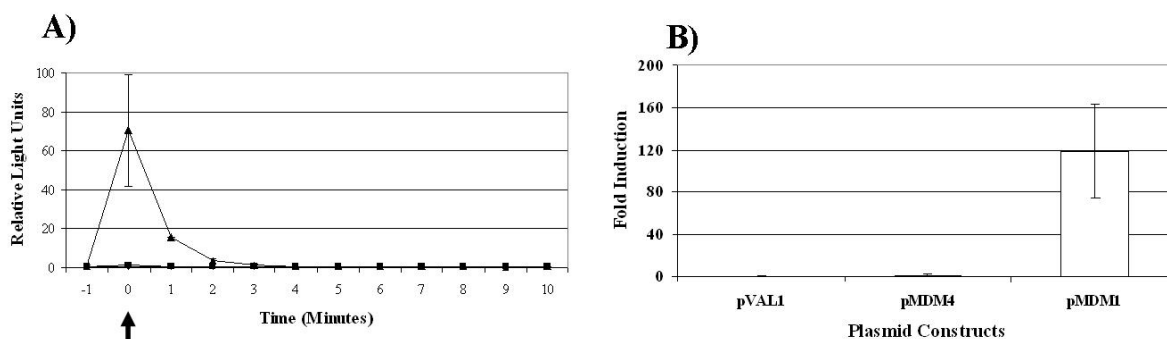 A)
Relative Light Units
100
80
60
40
20
0
-1 0 1 2 3 4 5 6 7 8 9 10
Time (Minutes)
B)
Fold Induction
200
160
120
80
40
0
pVAL1 pMDM4 pMDM1
Plasmid Constructs